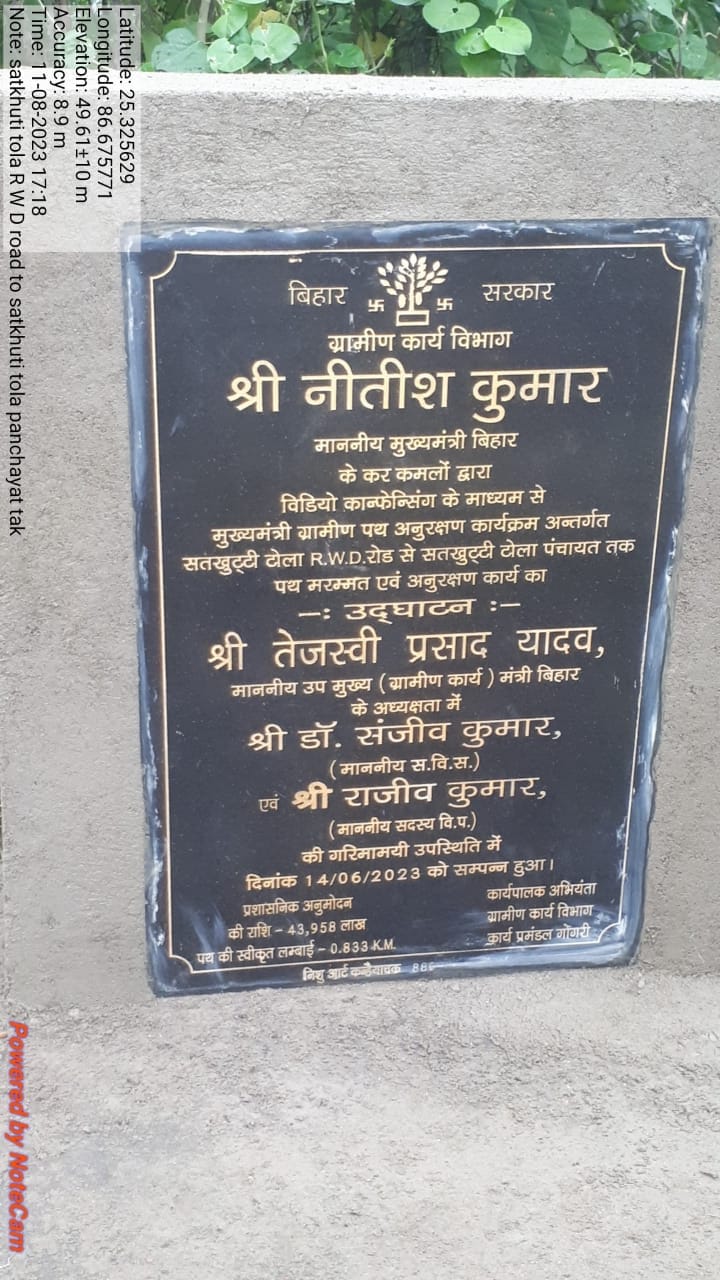 Latitude: 25.325629
Longitude: 86.675771
Elevation: 49.61±10 m
Accuracy: 8.9 m
Time: 11-08-2023 17:18
Note: satkhuti tola R W D road to satkhuti tola panchayat tak
बिहार सरकार
ग्रामीण कार्य विभाग
श्री नीतीश कुमार
माननीय मुख्यमंत्री बिहार
के कर कमलों द्वारा
विडियो कान्फेन्सिंग के माध्यम से
मुख्यमंत्री ग्रामीण पथ अनुरक्षण कार्यक्रम अन्तर्गत
सतखुट्टी टोला R.W.D.रोड से सतखुट्टी टोला पंचायत तक
पथ मरम्मत एवं अनुरक्षण कार्य का
–: उद्घाटन :–
श्री तेजस्वी प्रसाद यादव,
माननीय उप मुख्य (ग्रामीण कार्य) मंत्री बिहार
के अध्यक्षता में
श्री डॉ. संजीव कुमार,
(माननीय स.वि.स.)
एवं श्री राजीव कुमार,
(माननीय सदस्य वि.प.)
की गरिमामयी उपस्थिति में
दिनांक 14/06/2023 को सम्पन्न हुआ।
प्रशासनिक अनुमोदन
की राशि – 43,958 लाख
पथ की स्वीकृत लम्बाई – 0.833 K.M.
कार्यपालक अभियंता
ग्रामीण कार्य विभाग
कार्य प्रमंडल गोगरी
निशु आर्ट
Powered by NoteCam